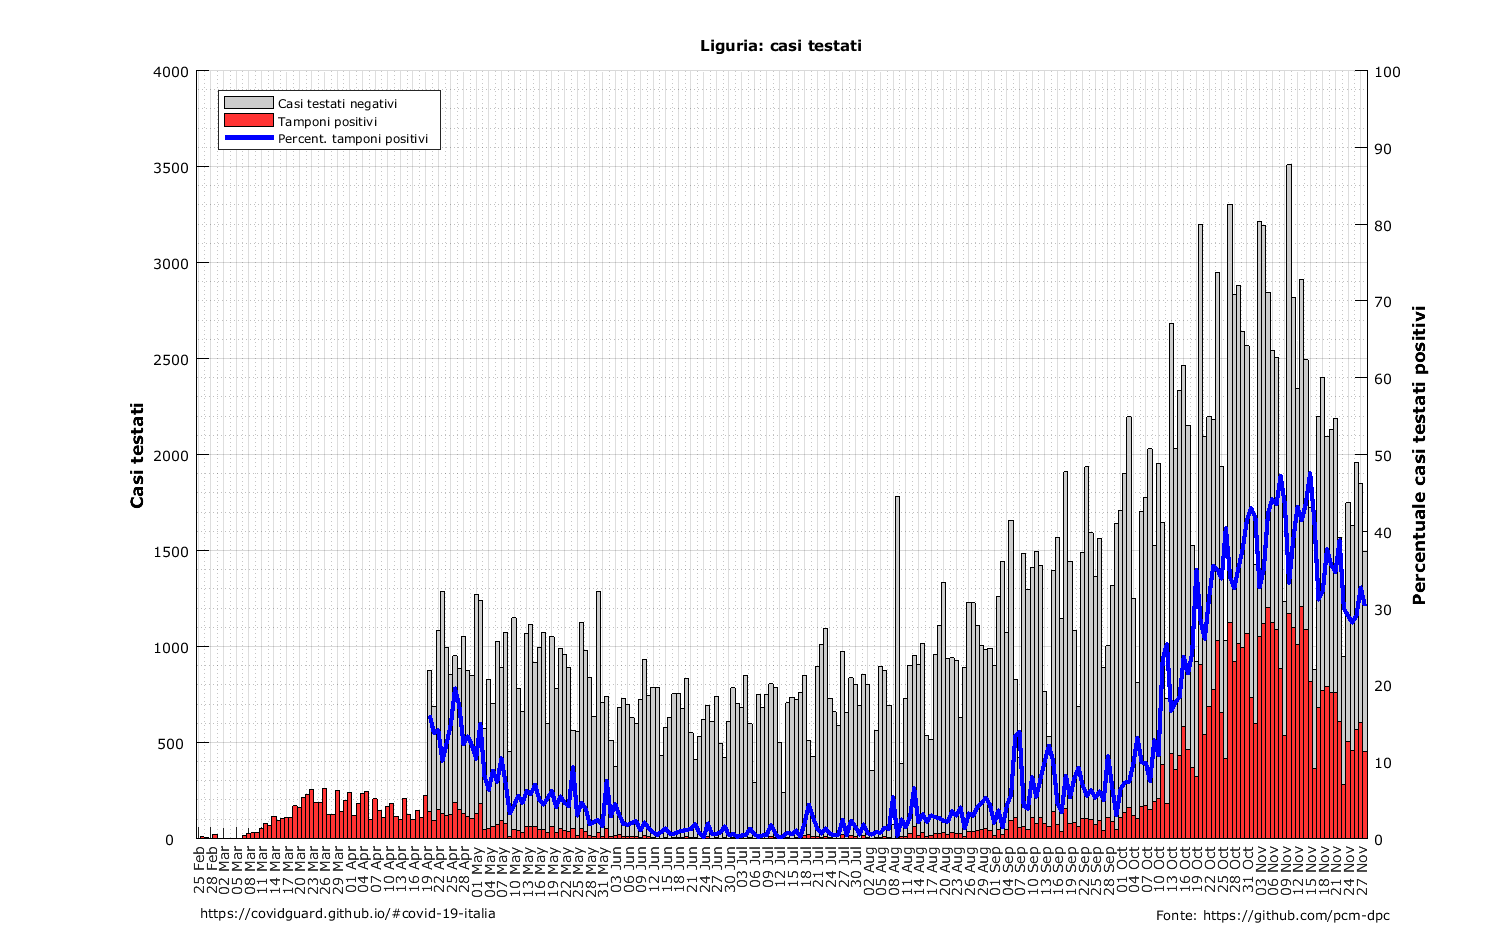 Liguria: casi testati
4000
3500
3000
2500
2000
1500
1000
500
0
Casi testati
Casi testati negativi
Tamponi positivi
Percent. tamponi positivi
100
90
80
70
60
50
40
30
20
10
0
Percentuale casi testati positivi
25 Feb
28 Feb
02 Mar
05 Mar
08 Mar
11 Mar
14 Mar
17 Mar
20 Mar
23 Mar
26 Mar
29 Mar
01 Apr
04 Apr
07 Apr
10 Apr
13 Apr
16 Apr
19 Apr
22 Apr
25 Apr
28 Apr
01 May
04 May
07 May
10 May
13 May
16 May
19 May
22 May
25 May
28 May
31 May
03 Jun
06 Jun
09 Jun
12 Jun
15 Jun
18 Jun
21 Jun
24 Jun
27 Jun
30 Jun
03 Jul
06 Jul
09 Jul
12 Jul
15 Jul
18 Jul
21 Jul
24 Jul
27 Jul
30 Jul
02 Aug
05 Aug
08 Aug
11 Aug
14 Aug
17 Aug
20 Aug
23 Aug
26 Aug
29 Aug
01 Sep
04 Sep
07 Sep
10 Sep
13 Sep
16 Sep
19 Sep
22 Sep
25 Sep
28 Sep
01 Oct
04 Oct
07 Oct
10 Oct
13 Oct
16 Oct
19 Oct
22 Oct
25 Oct
28 Oct
31 Oct
03 Nov
06 Nov
09 Nov
12 Nov
15 Nov
18 Nov
21 Nov
24 Nov
27 Nov
https://covidguard.github.io/#covid-19-italia
Fonte: https://github.com/pcm-dpc